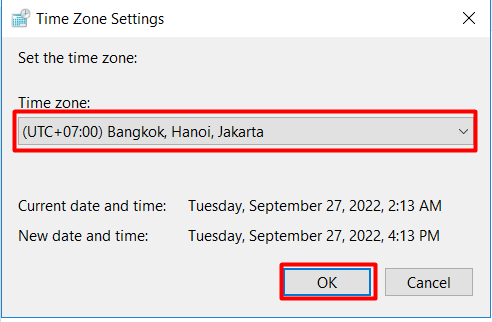 Time Zone Settings
Set the time zone:
Time zone:
(UTC+07:00) Bangkok, Hanoi, Jakarta
Current date and time: Tuesday, September 27, 2022, 2:13 AM
New date and time: Tuesday, September 27, 2022, 4:13 PM
OK Cancel